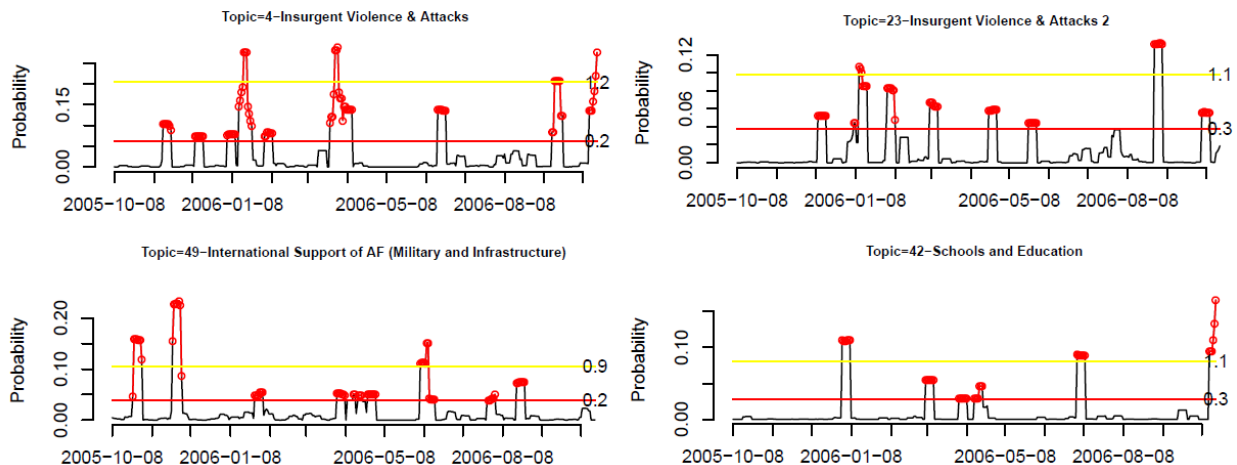 Topic=4−Insurgent Violence & Attacks
Probability
0.15
0.00
1.2
0.2
2005−10−08 2006−01−08 2006−05−08 2006−08−08
Topic=23−Insurgent Violence & Attacks 2
Probability
0.12
0.06
0.00
1.1
0.3
2005−10−08 2006−01−08 2006−05−08 2006−08−08
Topic=49−International Support of AF (Military and Infrastructure)
Probability
0.20
0.10
0.00
0.9
0.2
2005−10−08 2006−01−08 2006−05−08 2006−08−08
Topic=42−Schools and Education
Probability
0.10
0.00
1.1
0.3
2005−10−08 2006−01−08 2006−05−08 2006−08−08